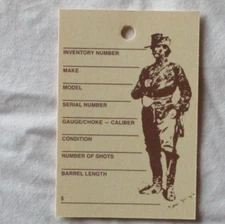 INVENTORY NUMBER
MAKE
MODEL
SERIAL NUMBER
GAUGE/CHOKE — CALIBER
CONDITION
NUMBER OF SHOTS
BARREL LENGTH
$